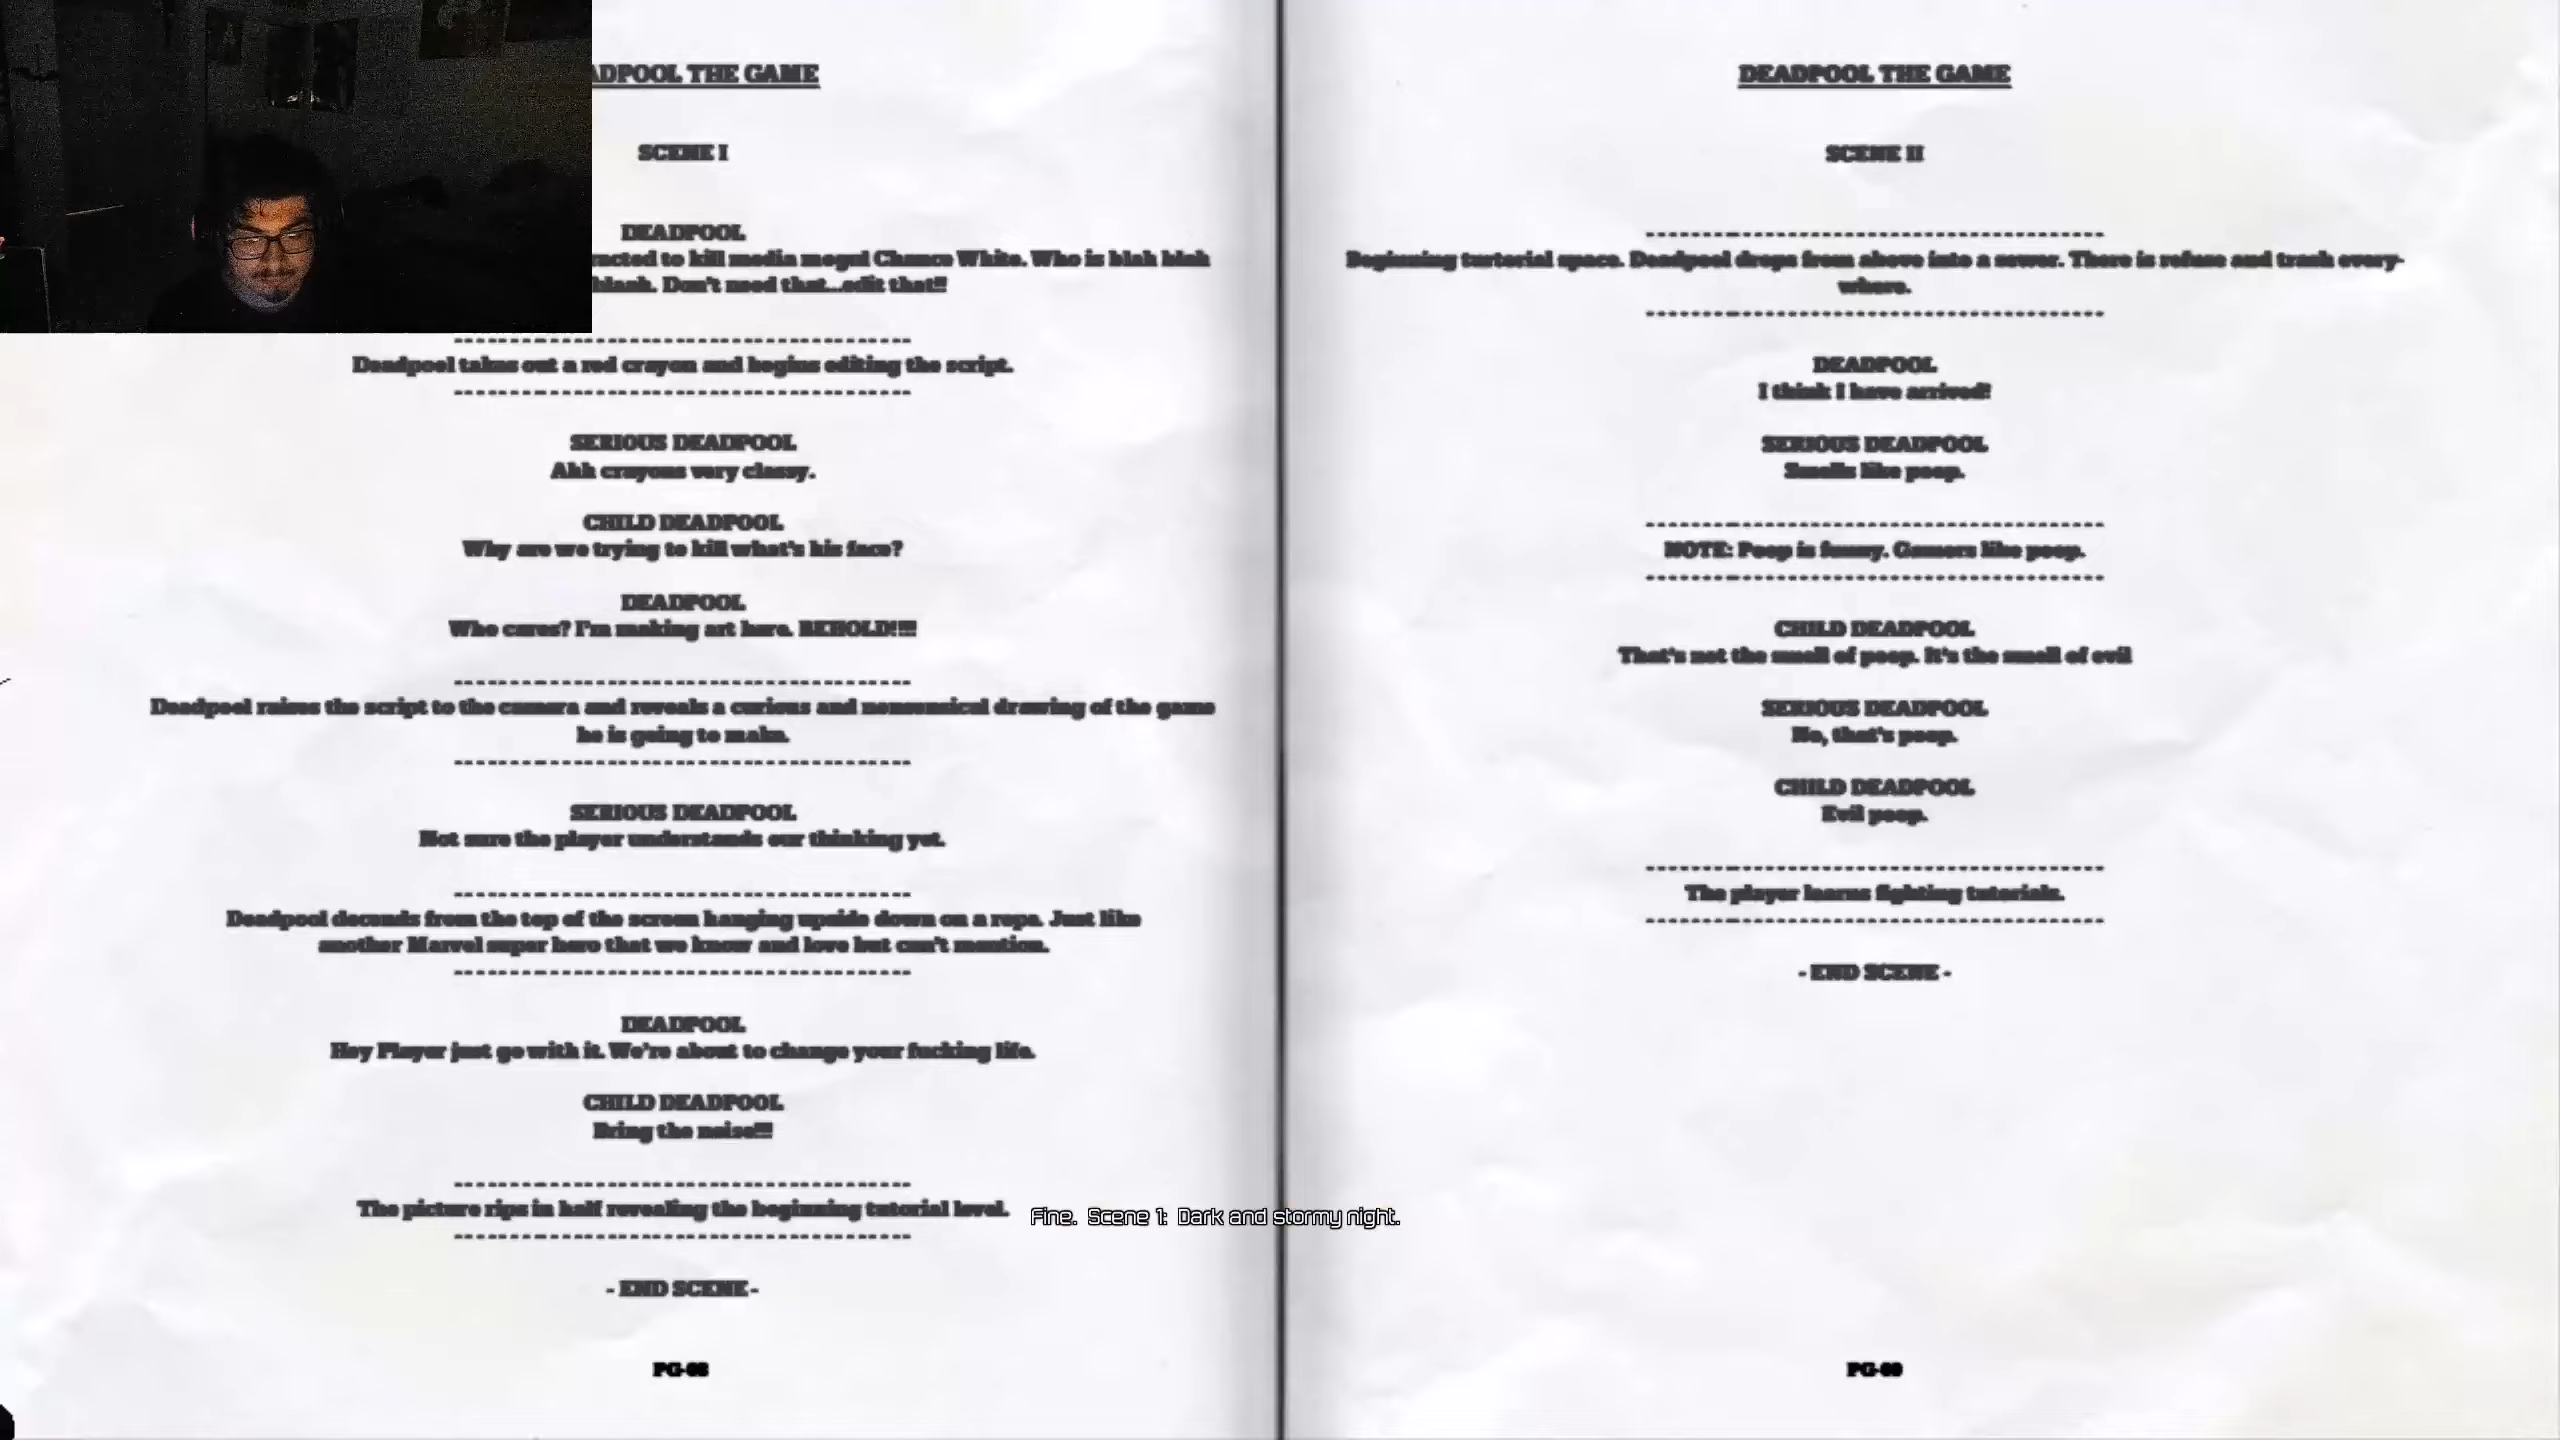 ADPOOL THE GAME
SCENE I
DEADPOOL
racted to kill media mogul Chance White. Who is blah blah
blaah. Don't need that...edit that!!
Deadpool takes out a red crayon and begins editing the script.
SERIOUS DEADPOOL
Ahh crayons very classy.
CHILD DEADPOOL
Why are we trying to kill what's his face?
DEADPOOL
Who cares? I'm making art here. BEHOLD!!!!
Deadpool raises the script to the camera and reveals a curious and nonsensical drawing of the game
he is going to make.
SERIOUS DEADPOOL
Not sure the player understands our thinking yet.
Deadpool decends from the top of the screen hanging upside down on a rope. Just like
another Marvel super hero that we know and love but can't mention.
DEADPOOL
Hey Player just go with it. We're about to change your fucking life.
CHILD DEADPOOL
Bring the noise!!!
The picture rips in half revealing the beginning tutorial level.
- END SCENE -
PG-08
DEADPOOL THE GAME
SCENE II
Beginning turtorial space. Deadpool drops from above into a sewer. There is refuse and trash every-
where.
DEADPOOL
I think I have arrived!
SERIOUS DEADPOOL
Smells like poop.
NOTE: Poop is funny. Gamers like poop.
CHILD DEADPOOL
That's not the smell of poop. It's the smell of evil
SERIOUS DEADPOOL
No, that's poop.
CHILD DEADPOOL
Evil poop.
The player learns fighting tutorials.
- END SCENE -
PG-09
Fine. Scene 1: Dark and stormy night.